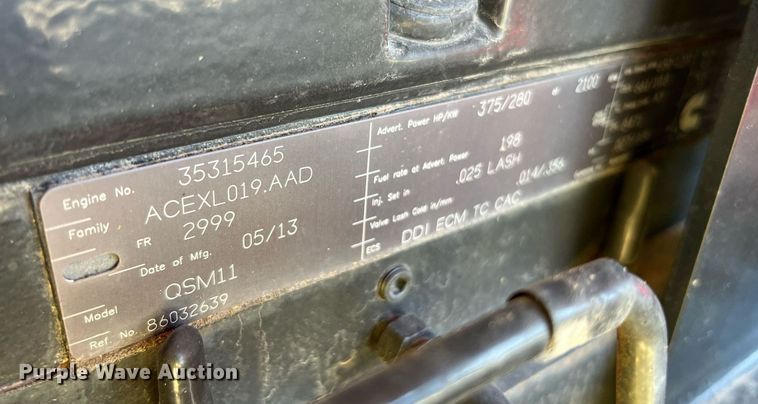 Engine No. 35315465
Family ACEXL019.AAD
FR 2999
Date of Mfg. 05/13
Model QSM11
Ref. No. 86032639
Advert. Power HP/KW 375/280 2100
Fuel rate at Advert. Power 198
Inj. Set in .025 LASH
Valve Lash Cold in/mm .014/.356
ECS DDI ECM TC CAC
Purple Wave Auction